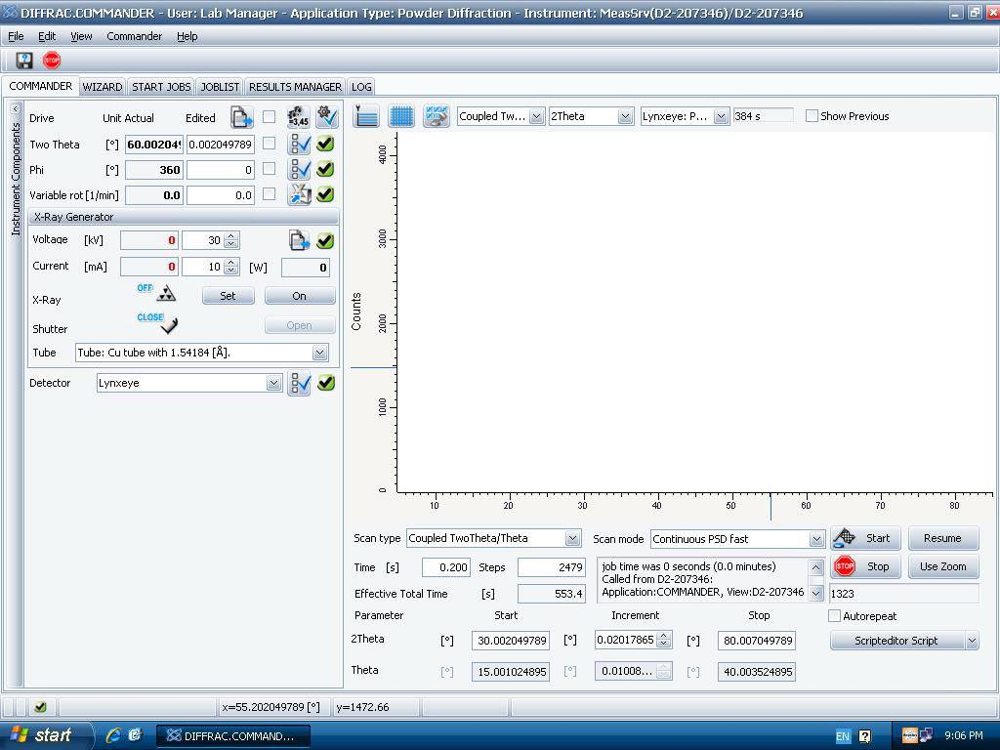 DIFFRAC.COMMANDER - User: Lab Manager - Application Type: Powder Diffraction - Instrument: MeasSrv(D2-207346)/D2-207346
File Edit View Commander Help
STOP
COMMANDER WIZARD START JOBS JOBLIST RESULTS MANAGER LOG
Instrument Components
Drive Unit Actual Edited =3,45
Two Theta [°] 60.002049 0.002049789
Phi [°] 360 0
Variable rot [1/min] 0.0 0.0
X-Ray Generator
Voltage [kV] 0 30
Current [mA] 0 10 [W] 0
X-Ray OFF Set On
Shutter CLOSE Open
Tube Tube: Cu tube with 1.54184 [Å].
Detector Lynxeye
Y Coupled Tw... 2Theta Lynxeye: P... 384 s Show Previous
Counts
4000
3000
2000
1000
0
10 20 30 40 50 60 70 80
Scan type Coupled TwoTheta/Theta Scan mode Continuous PSD fast Start Resume
Time [s] 0.200 Steps 2479 STOP Stop Use Zoom
job time was 0 seconds (0.0 minutes)
Called from D2-207346:
Application:COMMANDER, View:D2-207346
Effective Total Time [s] 553.4 1323
Parameter Start Increment Stop Autorepeat
2Theta [°] 30.002049789 [°] 0.02017865 [°] 80.007049789 Scripteditor Script
Theta [°] 15.001024895 [°] 0.01008... [°] 40.003524895
x=55.202049789 [°] y=1472.66
start DIFFRAC.COMMAND... EN ? 9:06 PM